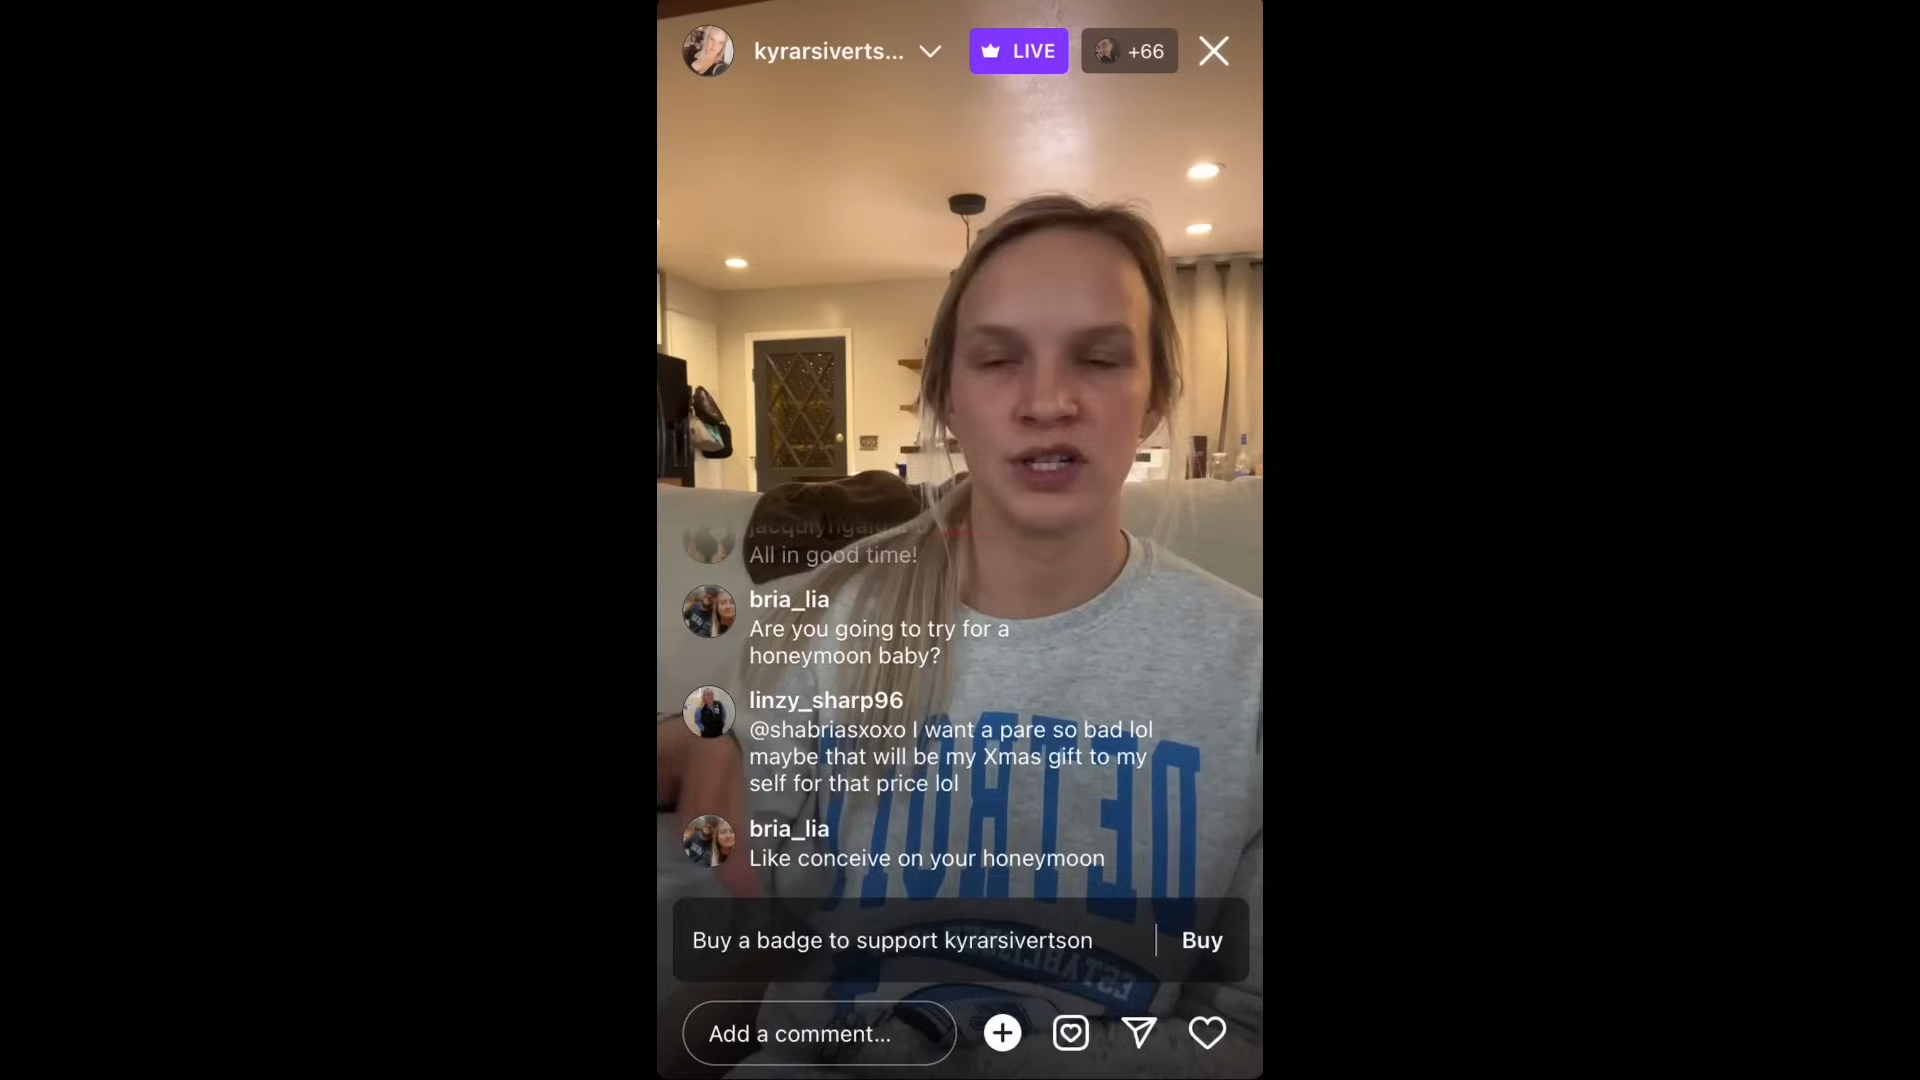 kyrarsiverts...
LIVE
+66
All in good time!
bria_lia
Are you going to try for a
honeymoon baby?
linzy_sharp96
@shabriasxoxo I want a pare so bad lol
maybe that will be my Xmas gift to my
self for that price lol
bria_lia
Like conceive on your honeymoon
DETROIT
ESTABLISHED
Buy a badge to support kyrarsivertson
Buy
Add a comment...